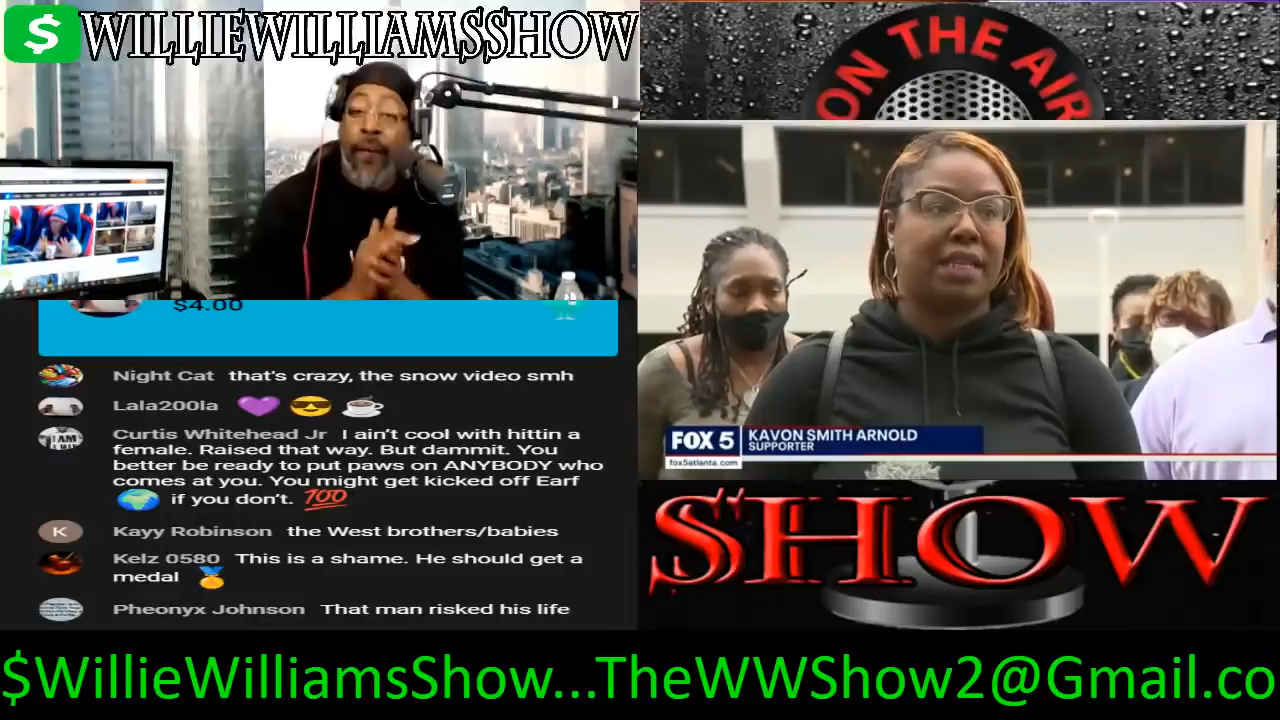 $ WILLIEWILLIAMSSHOW
ON THE AIR
$4.00
Night Cat that's crazy, the snow video smh
Lala200la 💜 😎 ☕
Curtis Whitehead Jr I ain't cool with hittin a
female. Raised that way. But dammit. You
better be ready to put paws on ANYBODY who
comes at you. You might get kicked off Earf
🌍 if you don't. 💯
K Kayy Robinson the West brothers/babies
Kelz 0580 This is a shame. He should get a
medal 🏅
Pheonyx Johnson That man risked his life
FOX 5 KAVON SMITH ARNOLD
SUPPORTER
fox5atlanta.com
$HOW
$WillieWilliamsShow...TheWWShow2@Gmail.co